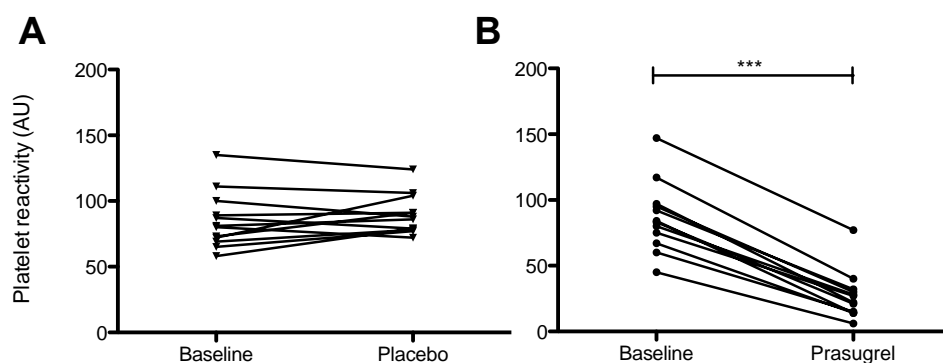 A
Platelet reactivity (AU)
200
150
100
50
0
Baseline
Placebo
B
***
200
150
100
50
0
Baseline
Prasugrel